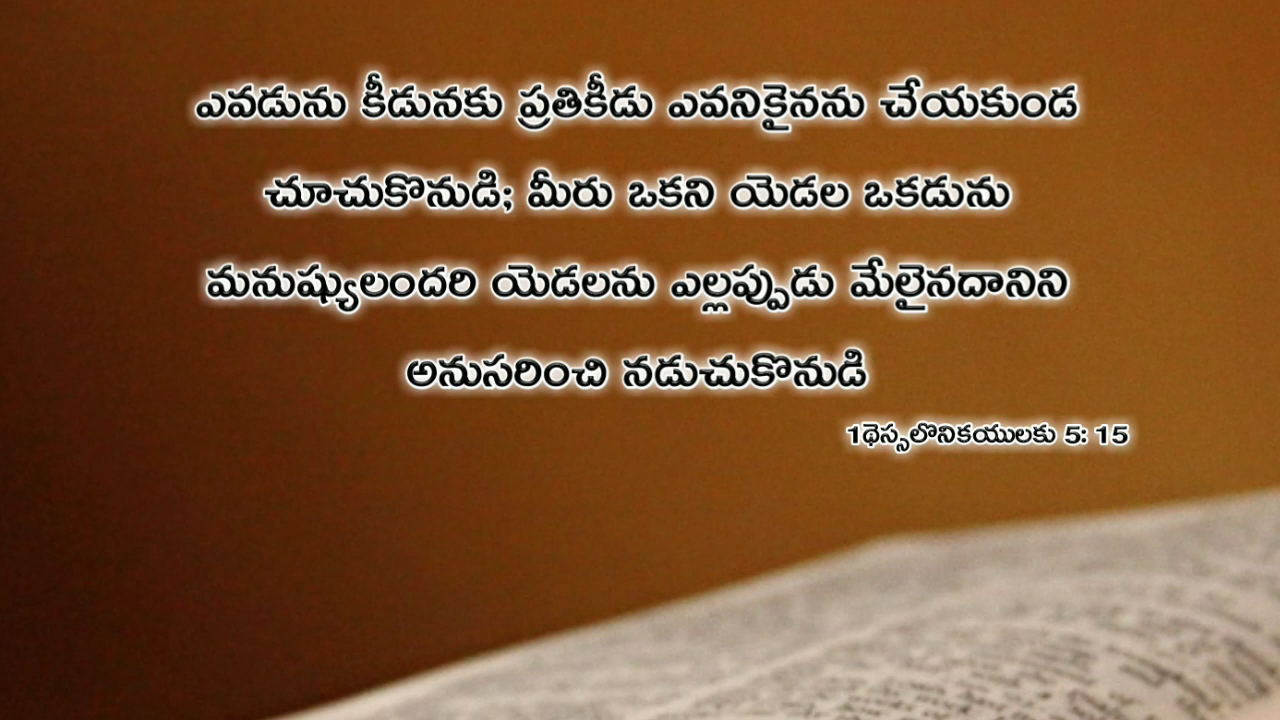 ఎవడును కీడునకు ప్రతికీడు ఎవనికైనను చేయకుండ
చూచుకొనుడి; మీరు ఒకని యెడల ఒకడును
మనుష్యులందరి యెడలను ఎల్లప్పుడు మేలైనదానిని
అనుసరించి నడుచుకొనుడి
1థెస్సలొనికయులకు 5: 15